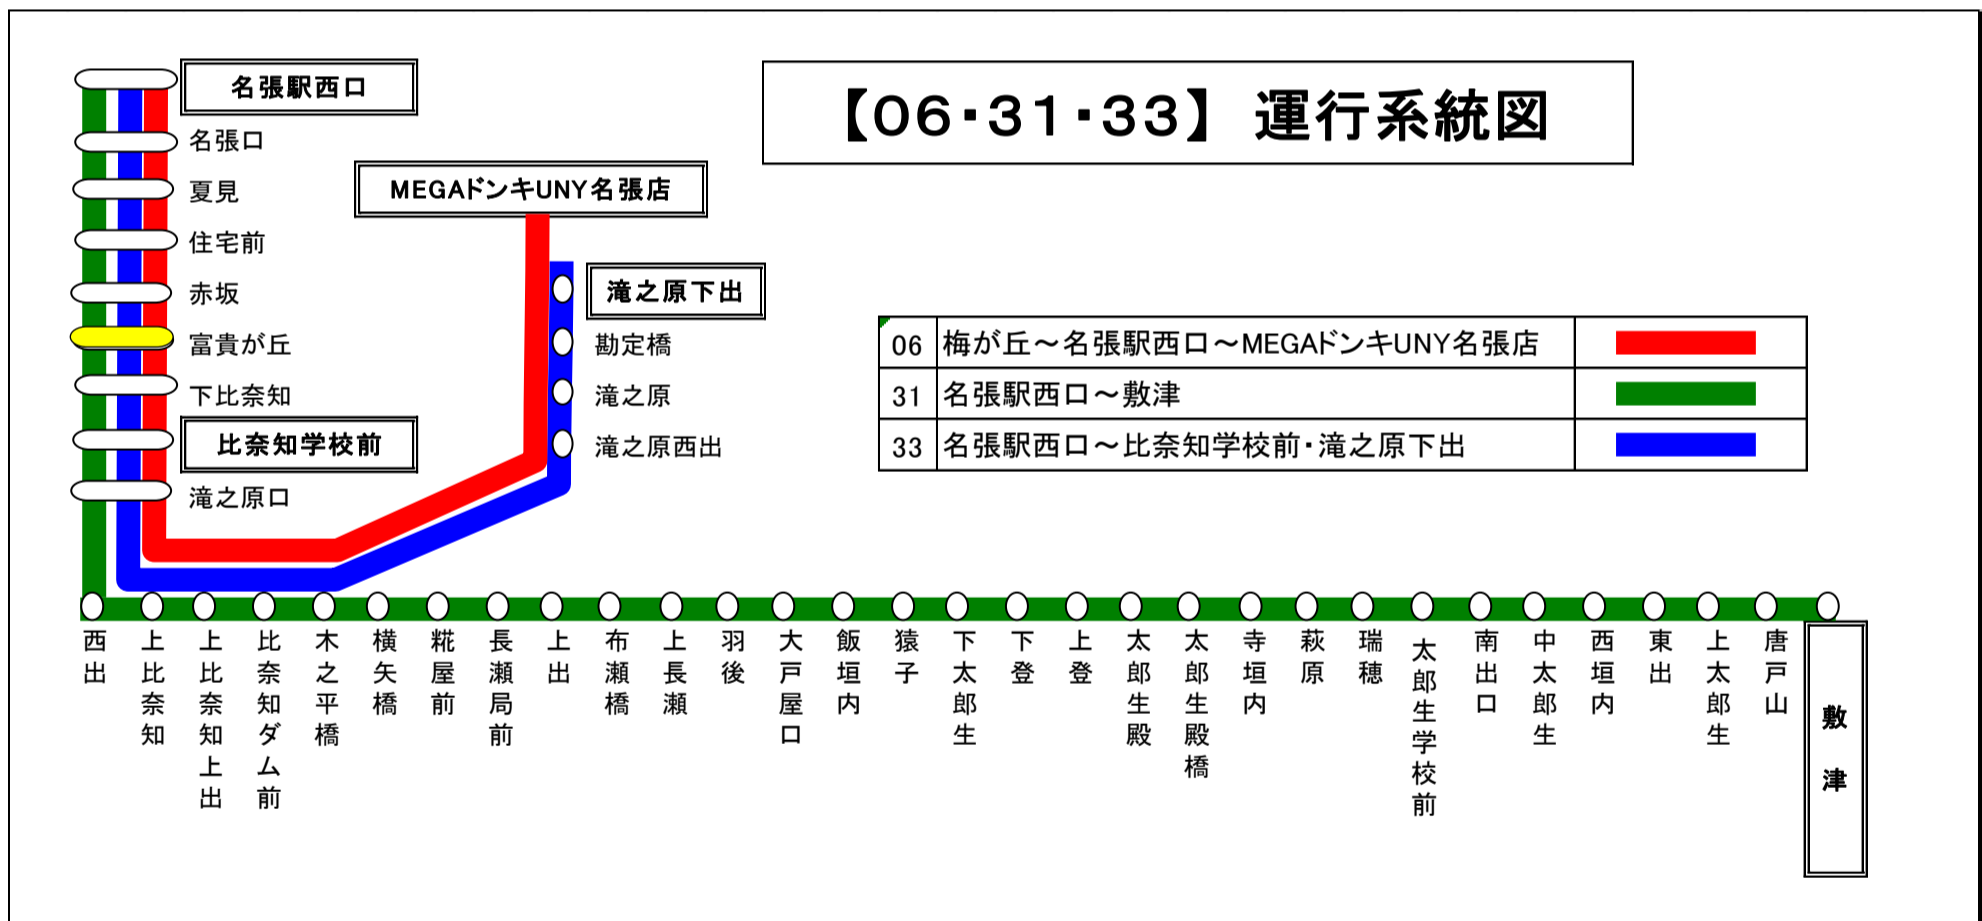 【06・31・33】 運行系統図
名張駅西口
名張口
夏見
住宅前
赤坂
富貴が丘
下比奈知
比奈知学校前
滝之原口
MEGAドンキUNY名張店
滝之原下出
勘定橋
滝之原
滝之原西出
06 梅が丘～名張駅西口～MEGAドンキUNY名張店
31 名張駅西口～敷津
33 名張駅西口～比奈知学校前・滝之原下出
西出
上比奈知
上比奈知上出
比奈知ダム前
木之平橋
横矢橋
糀屋前
長瀬局前
上出
布瀬橋
上長瀬
羽後
大戸屋口
飯垣内
猿子
下太郎生
下登
上登
太郎生殿
太郎生殿橋
寺垣内
萩原
瑞穂
太郎生学校前
南出口
中太郎生
西垣内
東出
上太郎生
唐戸山
敷津